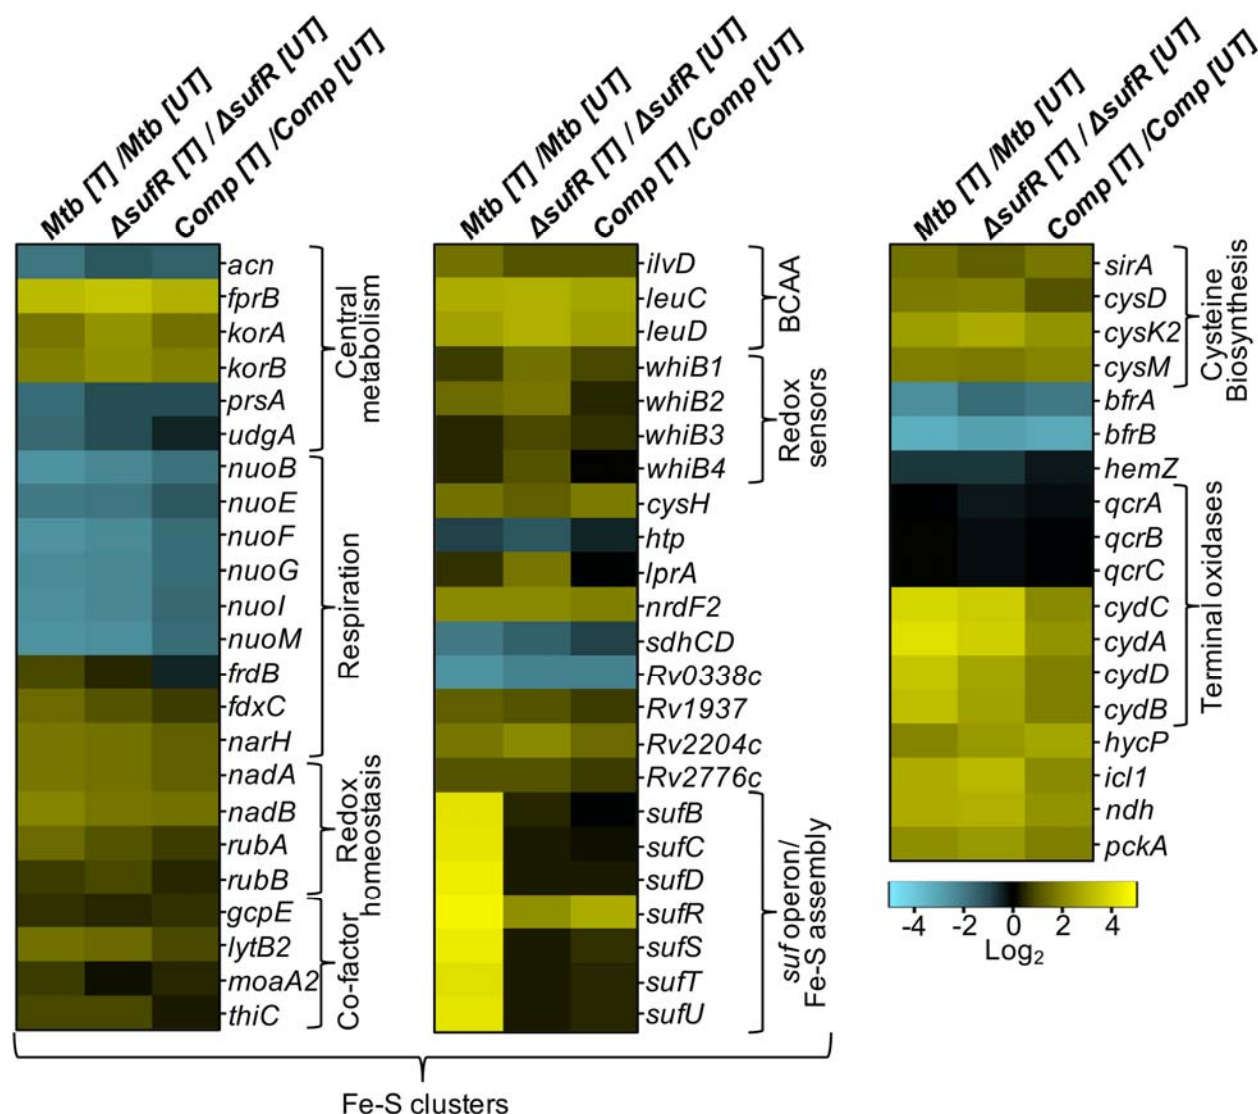 Mtb [T] /Mtb [UT]
ΔsufR [T] / ΔsufR [UT]
Comp [T] /Comp [UT]
acn
fprB
korA
korB
prsA
udgA
nuoB
nuoE
nuoF
nuoG
nuoI
nuoM
frdB
fdxC
narH
nadA
nadB
rubA
rubB
gcpE
lytB2
moaA2
thiC
Central
metabolism
Respiration
Redox
homeostasis
Co-factor
Mtb [T] /Mtb [UT]
ΔsufR [T] / ΔsufR [UT]
Comp [T] /Comp [UT]
ilvD
leuC
leuD
whiB1
whiB2
whiB3
whiB4
cysH
htp
lprA
nrdF2
sdhCD
Rv0338c
Rv1937
Rv2204c
Rv2776c
sufB
sufC
sufD
sufR
sufS
sufT
sufU
BCAA
Redox
sensors
suf operon/
Fe-S assembly
Fe-S clusters
Mtb [T] /Mtb [UT]
ΔsufR [T] / ΔsufR [UT]
Comp [T] /Comp [UT]
sirA
cysD
cysK2
cysM
bfrA
bfrB
hemZ
qcrA
qcrB
qcrC
cydC
cydA
cydD
cydB
hycP
icl1
ndh
pckA
Cysteine
Biosynthesis
Terminal oxidases
-4 -2 0 2 4
Log2